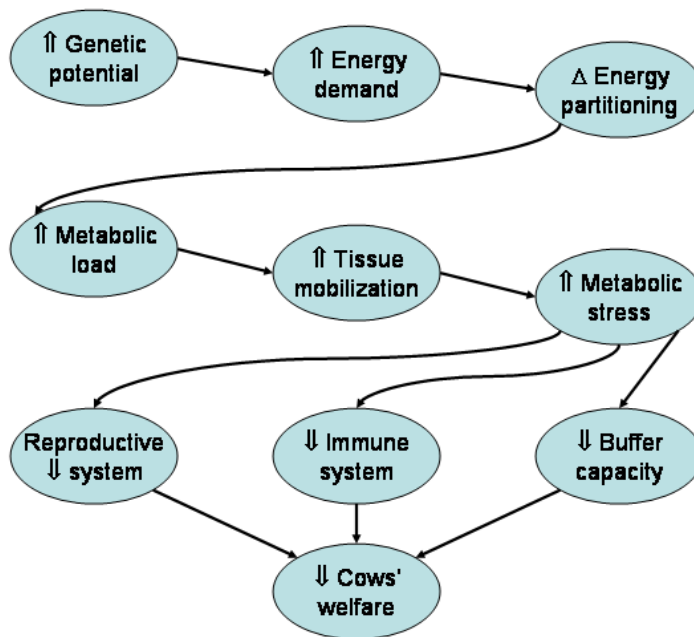 ⇑ Genetic
potential
⇑ Energy
demand
Δ Energy
partitioning
⇑ Metabolic
load
⇑ Tissue
mobilization
⇑ Metabolic
stress
Reproductive
⇓ system
⇓ Immune
system
⇓ Buffer
capacity
⇓ Cows'
welfare